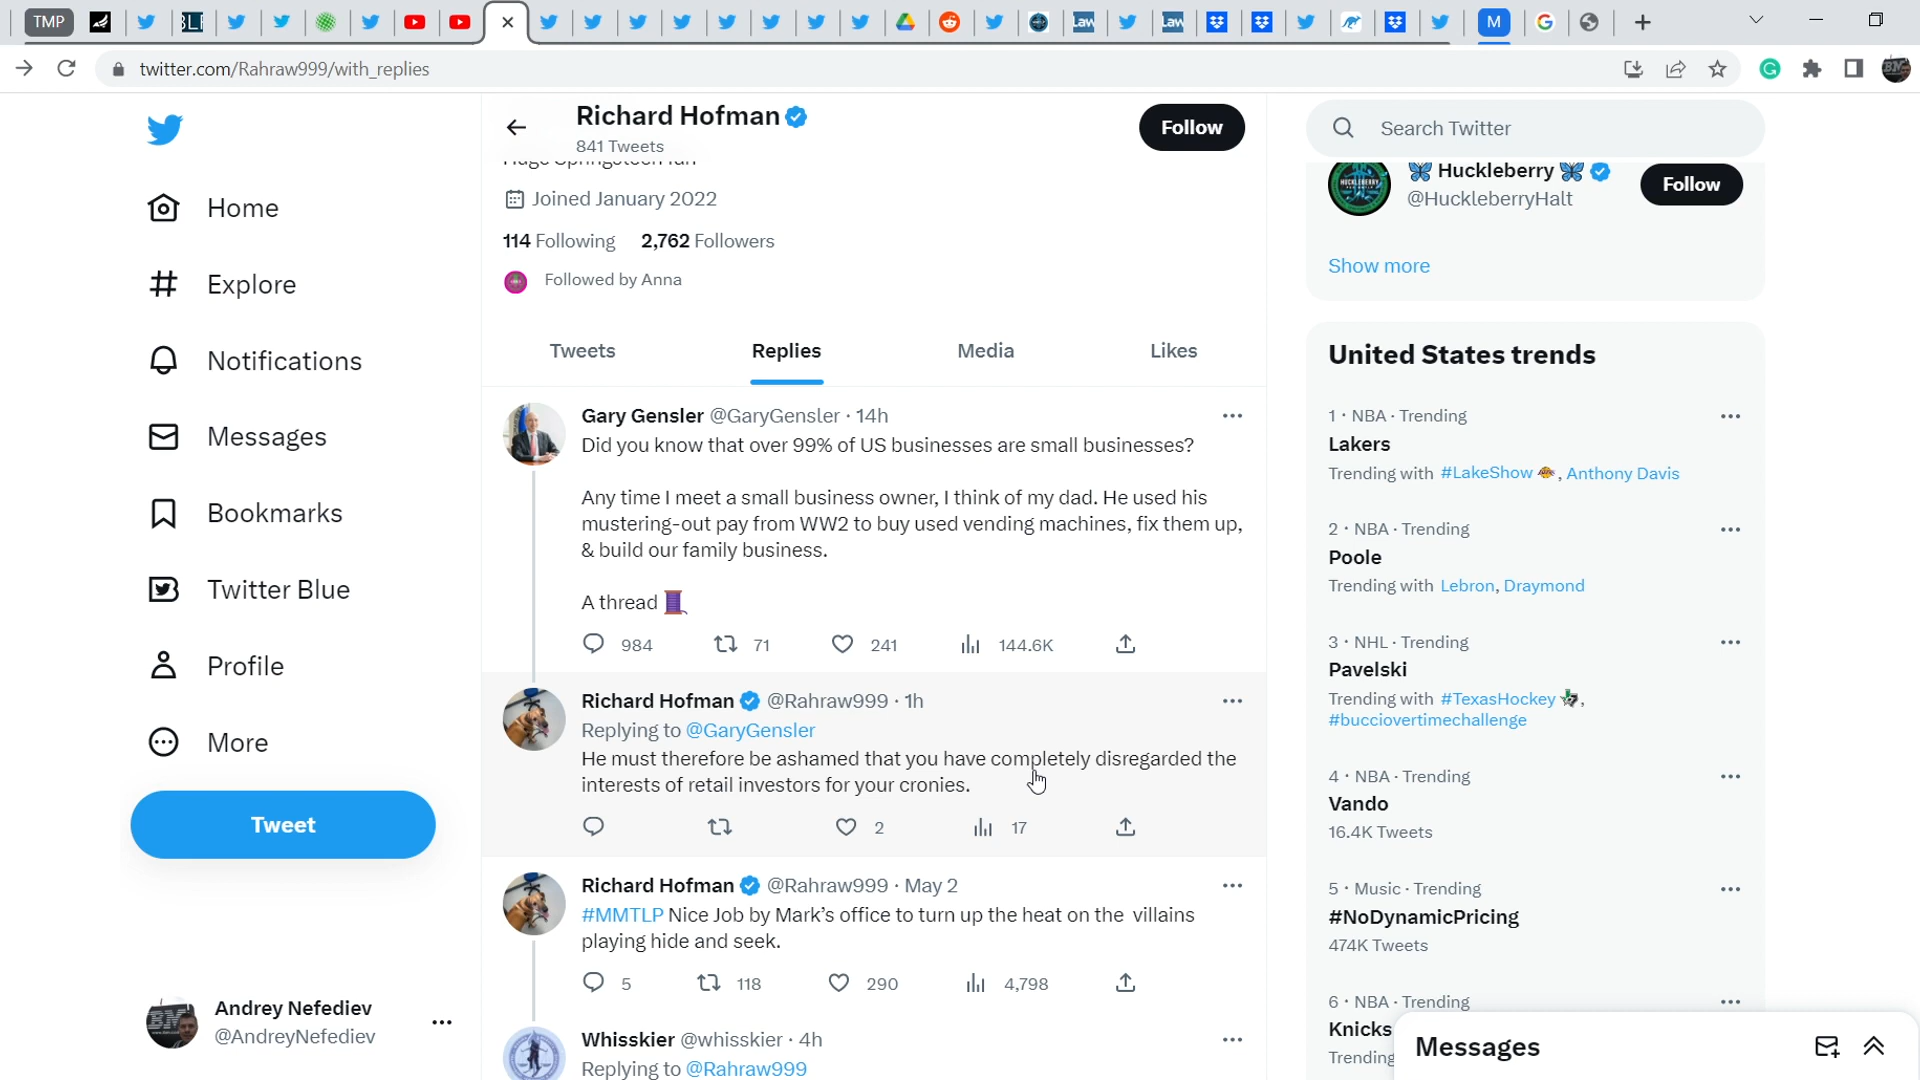 TMP
BLE
Law
Law
M
twitter.com/Rahraw999/with_replies
Richard Hofman
841 Tweets
Follow
Huge Springsteen fan
Joined January 2022
114 Following 2,762 Followers
Followed by Anna
Tweets Replies Media Likes
Home
Explore
Notifications
Messages
Bookmarks
Twitter Blue
Profile
More
Tweet
Andrey Nefediev
@AndreyNefediev
Gary Gensler @GaryGensler · 14h
Did you know that over 99% of US businesses are small businesses?
Any time I meet a small business owner, I think of my dad. He used his
mustering-out pay from WW2 to buy used vending machines, fix them up,
& build our family business.
A thread 🧵
984 71 241 144.6K
Richard Hofman @Rahraw999 · 1h
Replying to @GaryGensler
He must therefore be ashamed that you have completely disregarded the
interests of retail investors for your cronies.
2 17
Richard Hofman @Rahraw999 · May 2
#MMTLP Nice Job by Mark’s office to turn up the heat on the villains
playing hide and seek.
5 118 290 4,798
Whisskier @whisskier · 4h
Replying to @Rahraw999
Search Twitter
🦋 Huckleberry 🦋
@HuckleberryHalt
Follow
Show more
United States trends
1 · NBA · Trending
Lakers
Trending with #LakeShow, Anthony Davis
2 · NBA · Trending
Poole
Trending with Lebron, Draymond
3 · NHL · Trending
Pavelski
Trending with #TexasHockey,
#bucciovertimechallenge
4 · NBA · Trending
Vando
16.4K Tweets
5 · Music · Trending
#NoDynamicPricing
474K Tweets
6 · NBA · Trending
Knicks
Trending
Messages